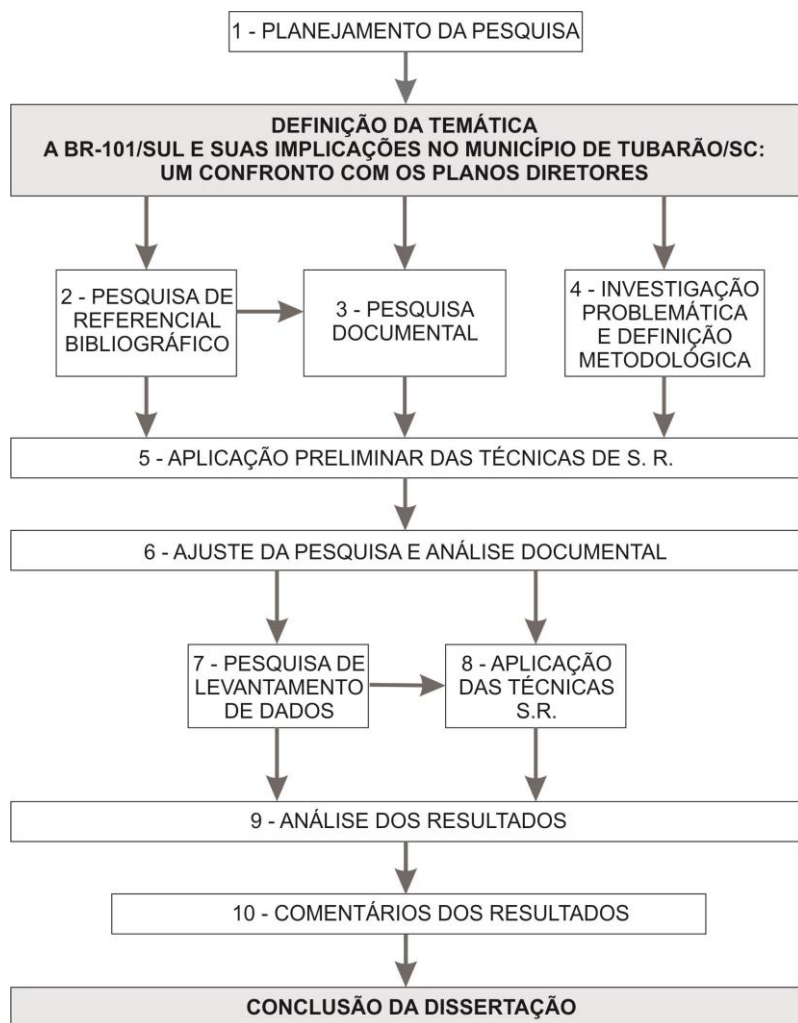 1 - PLANEJAMENTO DA PESQUISA
DEFINIÇÃO DA TEMÁTICA
A BR-101/SUL E SUAS IMPLICAÇÕES NO MUNICÍPIO DE TUBARÃO/SC:
UM CONFRONTO COM OS PLANOS DIRETORES
2 - PESQUISA DE
REFERENCIAL
BIBLIOGRÁFICO
3 - PESQUISA
DOCUMENTAL
4 - INVESTIGAÇÃO
PROBLEMÁTICA
E DEFINIÇÃO
METODOLÓGICA
5 - APLICAÇÃO PRELIMINAR DAS TÉCNICAS DE S. R.
6 - AJUSTE DA PESQUISA E ANÁLISE DOCUMENTAL
7 - PESQUISA DE
LEVANTAMENTO
DE DADOS
8 - APLICAÇÃO
DAS TÉCNICAS
S.R.
9 - ANÁLISE DOS RESULTADOS
10 - COMENTÁRIOS DOS RESULTADOS
CONCLUSÃO DA DISSERTAÇÃO